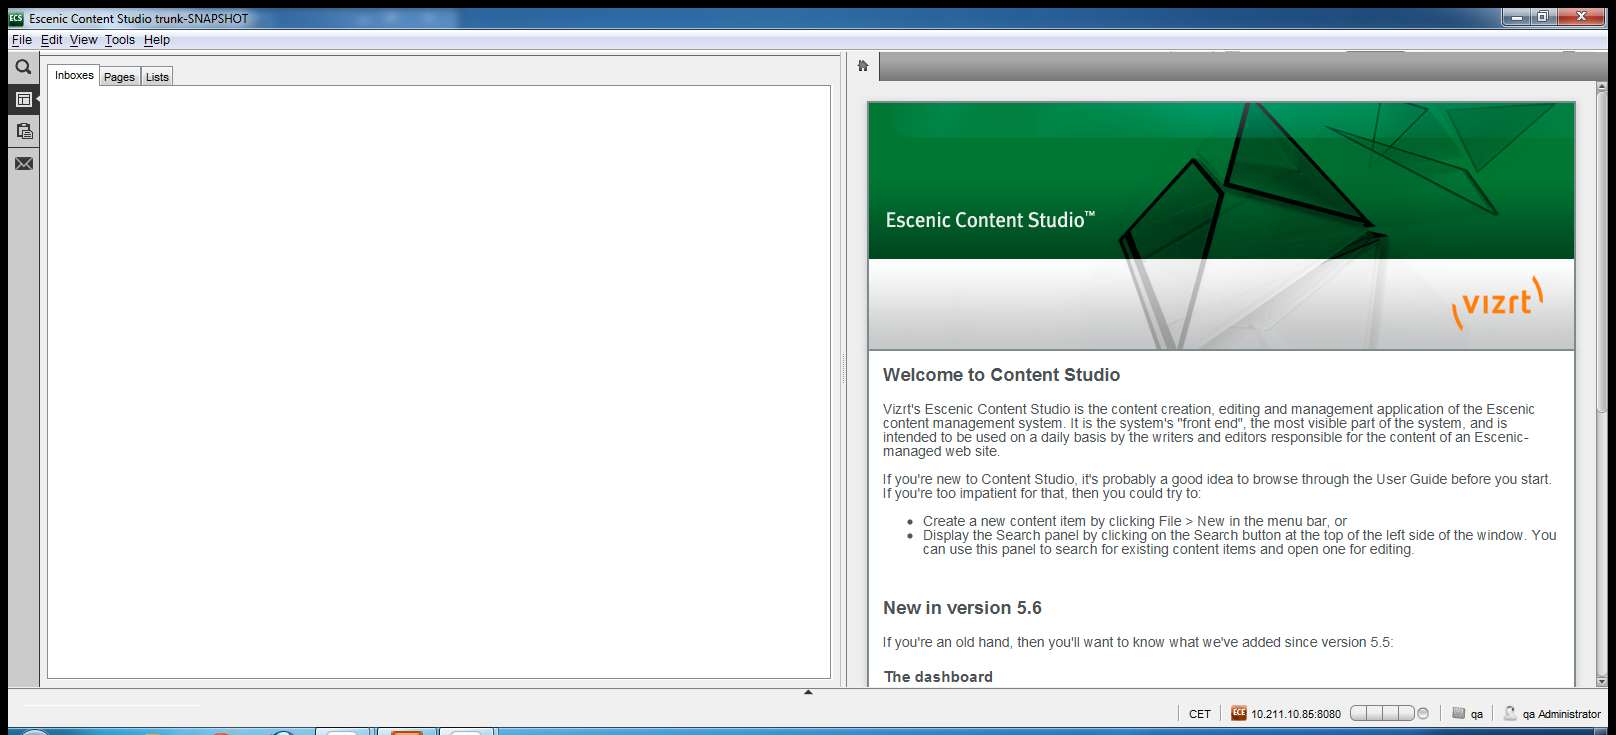 ECS Escenic Content Studio trunk-SNAPSHOT
File Edit View Tools Help
Inboxes Pages Lists
Escenic Content Studio™
vizrt
Welcome to Content Studio
Vizrt's Escenic Content Studio is the content creation, editing and management application of the Escenic
content management system. It is the system's "front end", the most visible part of the system, and is
intended to be used on a daily basis by the writers and editors responsible for the content of an Escenic-
managed web site.
If you're new to Content Studio, it's probably a good idea to browse through the User Guide before you start.
If you're too impatient for that, then you could try to:
• Create a new content item by clicking File > New in the menu bar, or
• Display the Search panel by clicking on the Search button at the top of the left side of the window. You
can use this panel to search for existing content items and open one for editing.
New in version 5.6
If you're an old hand, then you'll want to know what we've added since version 5.5:
The dashboard
CET ECE 10.211.10.85:8080 qa qa Administrator